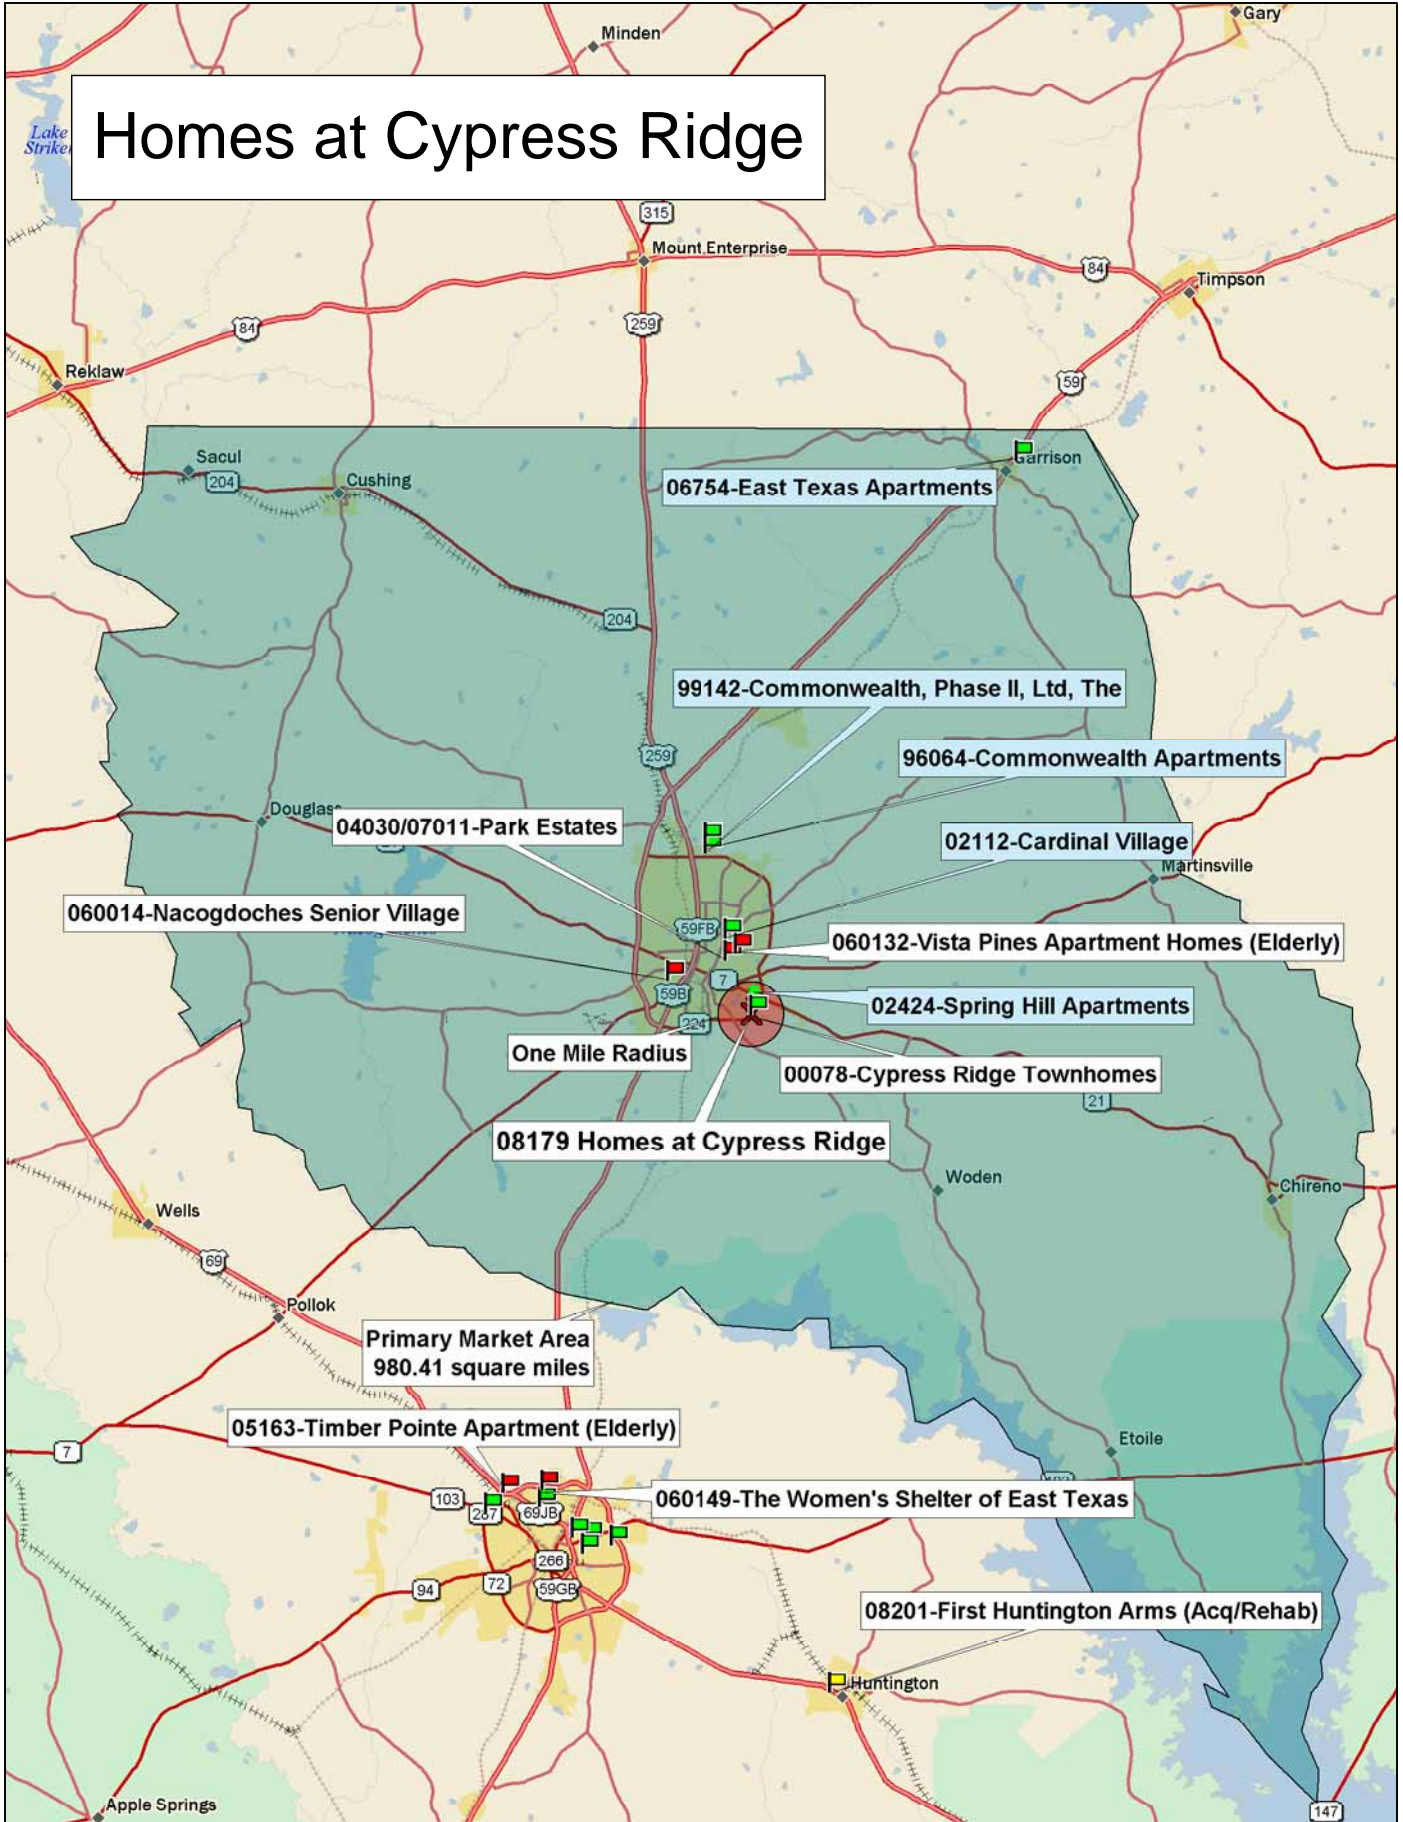 Gary
Minden
Homes at Cypress Ridge
Lake
Striker
315
Mount Enterprise
84
Timpson
259
84
Reklaw
59
Sacul
204
Cushing
Garrison
06754-East Texas Apartments
204
99142-Commonwealth, Phase II, Ltd, The
259
96064-Commonwealth Apartments
Douglass
04030/07011-Park Estates
02112-Cardinal Village
Martinsville
060014-Nacogdoches Senior Village
59FB
060132-Vista Pines Apartment Homes (Elderly)
7
59B
02424-Spring Hill Apartments
224
One Mile Radius
00078-Cypress Ridge Townhomes
21
08179 Homes at Cypress Ridge
Woden
Chireno
Wells
69
Pollok
Primary Market Area
980.41 square miles
05163-Timber Pointe Apartment (Elderly)
7
Etoile
103
287
69JB
060149-The Women's Shelter of East Texas
266
72
94
59GB
08201-First Huntington Arms (Acq/Rehab)
Huntington
Apple Springs
147